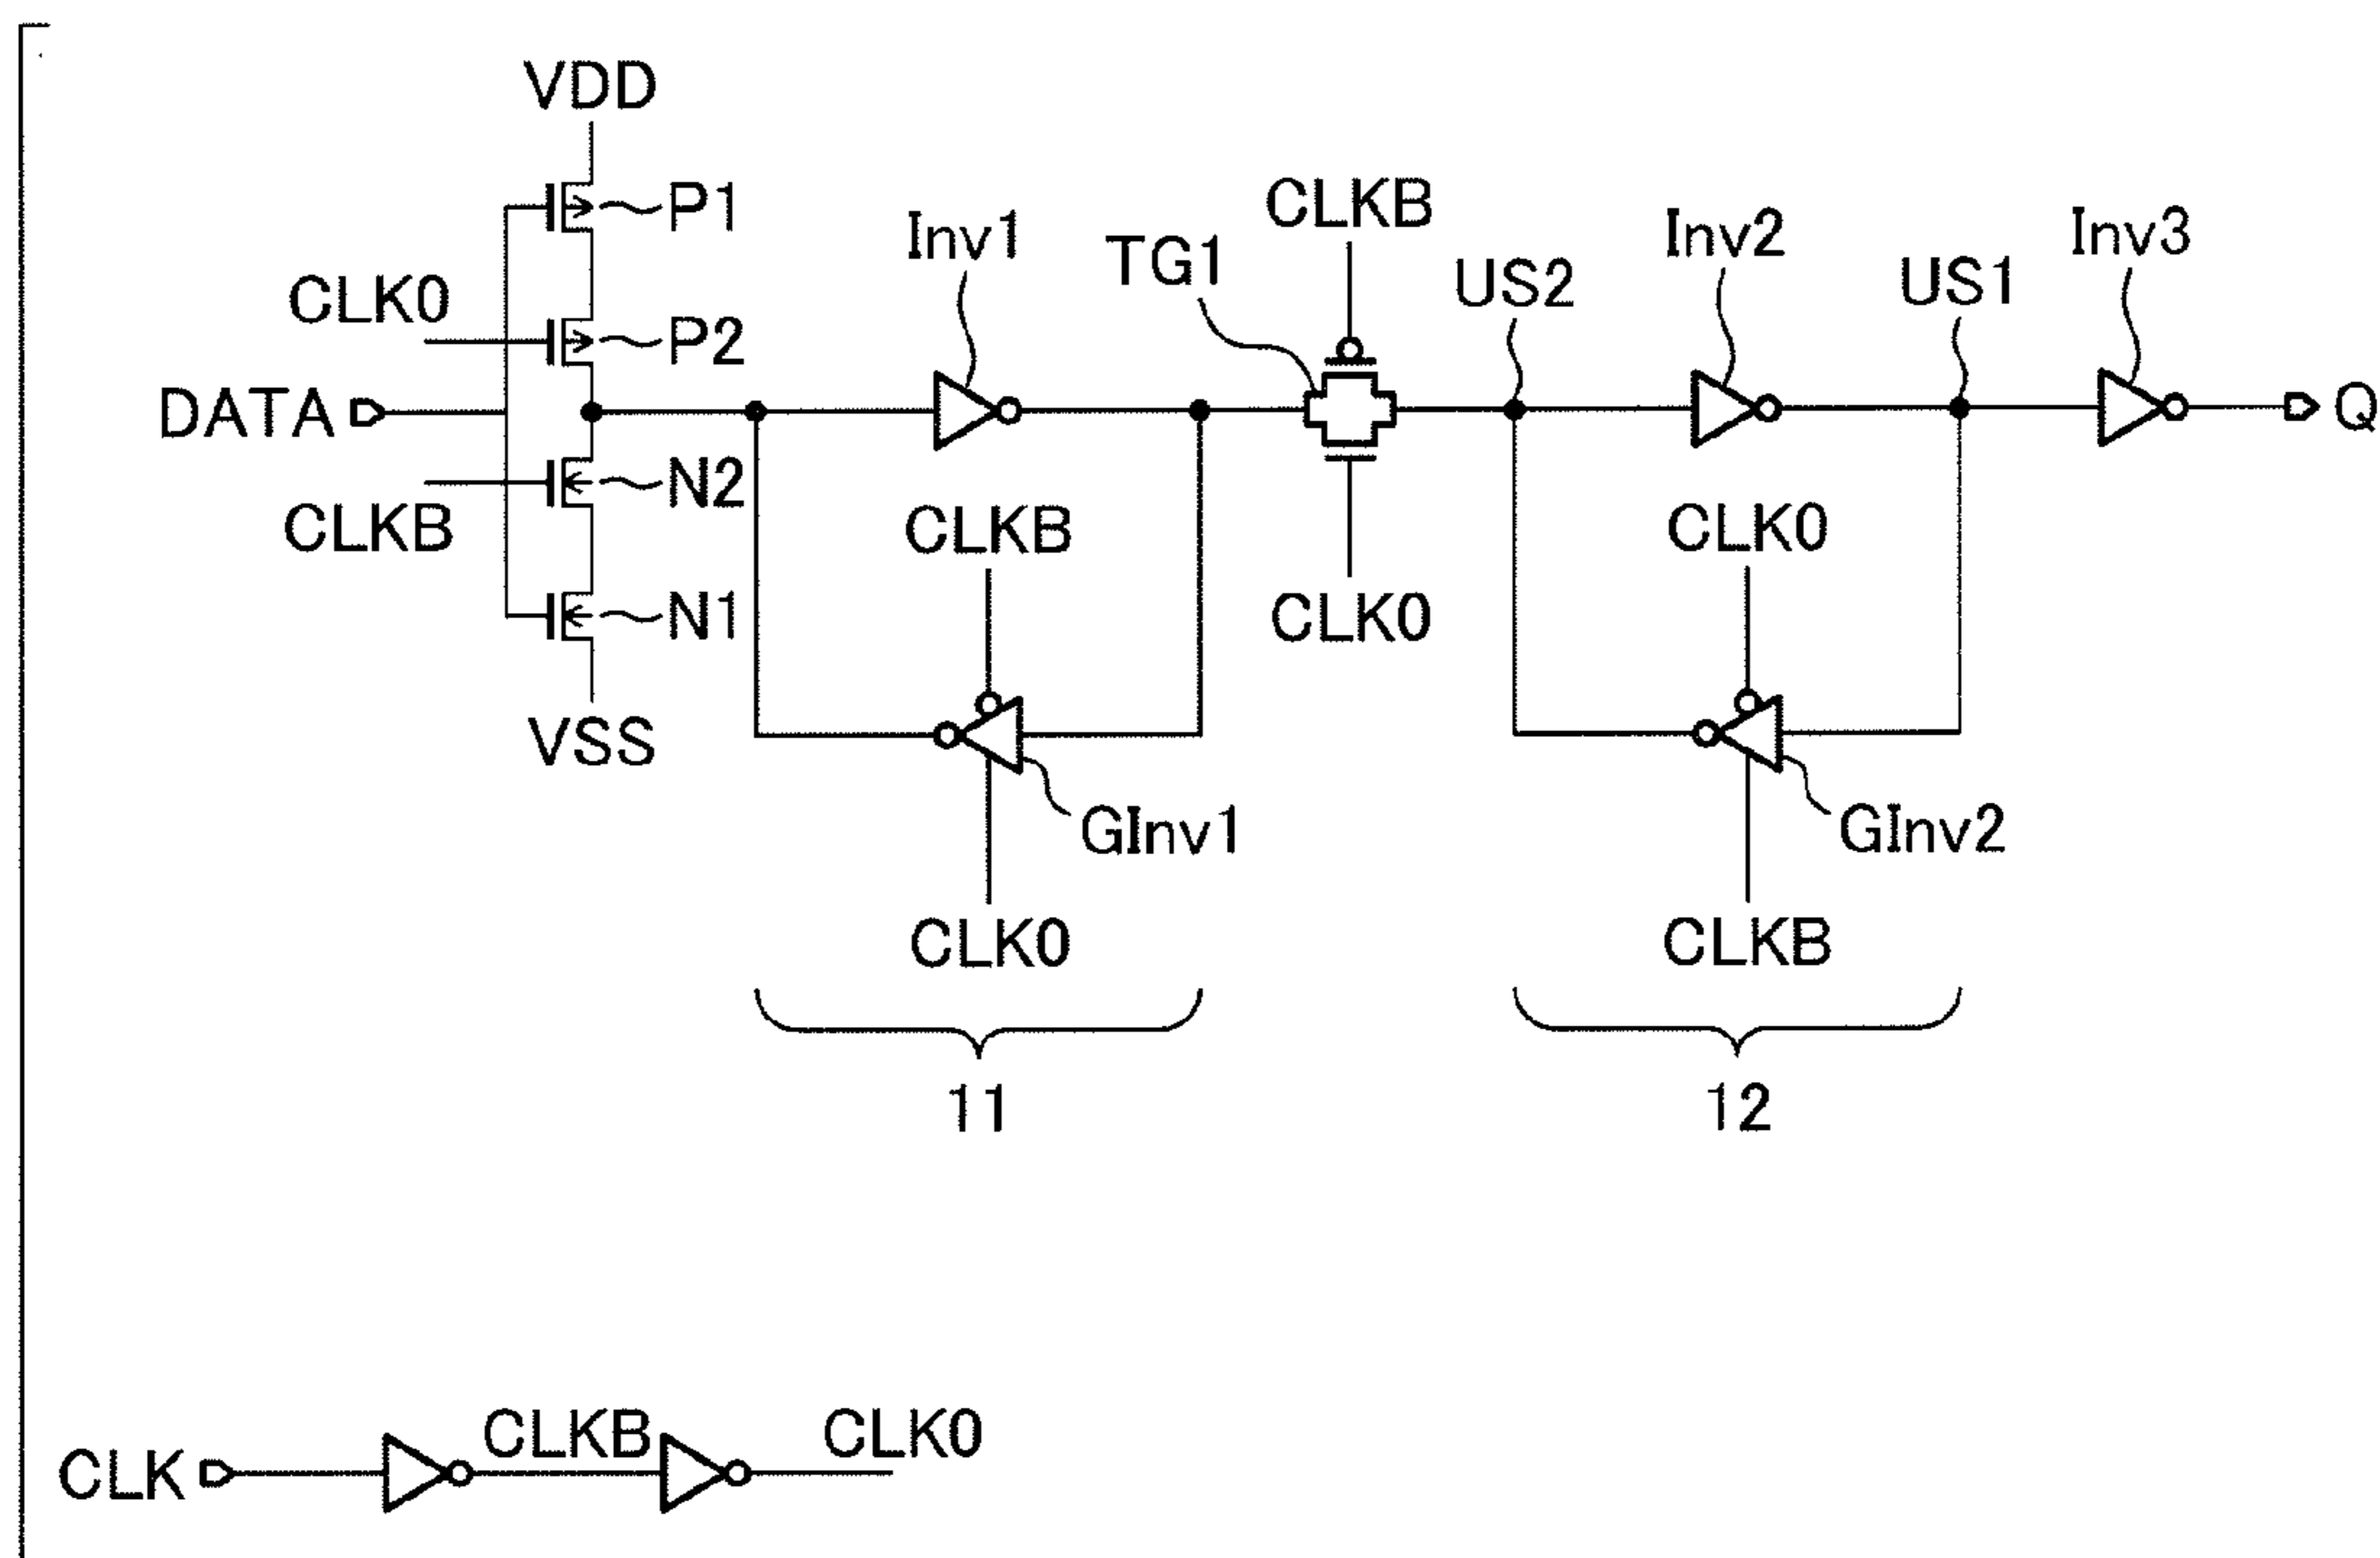 VDD
P1
CLK0
P2
DATA
CLKB
N2
N1
VSS
Inv1
TG1
CLKB
US2
Inv2
US1
Inv3
Q
CLKB
CLK0
CLK0
GInv1
GInv2
CLK0
CLKB
11
12
CLK
CLKB
CLK0